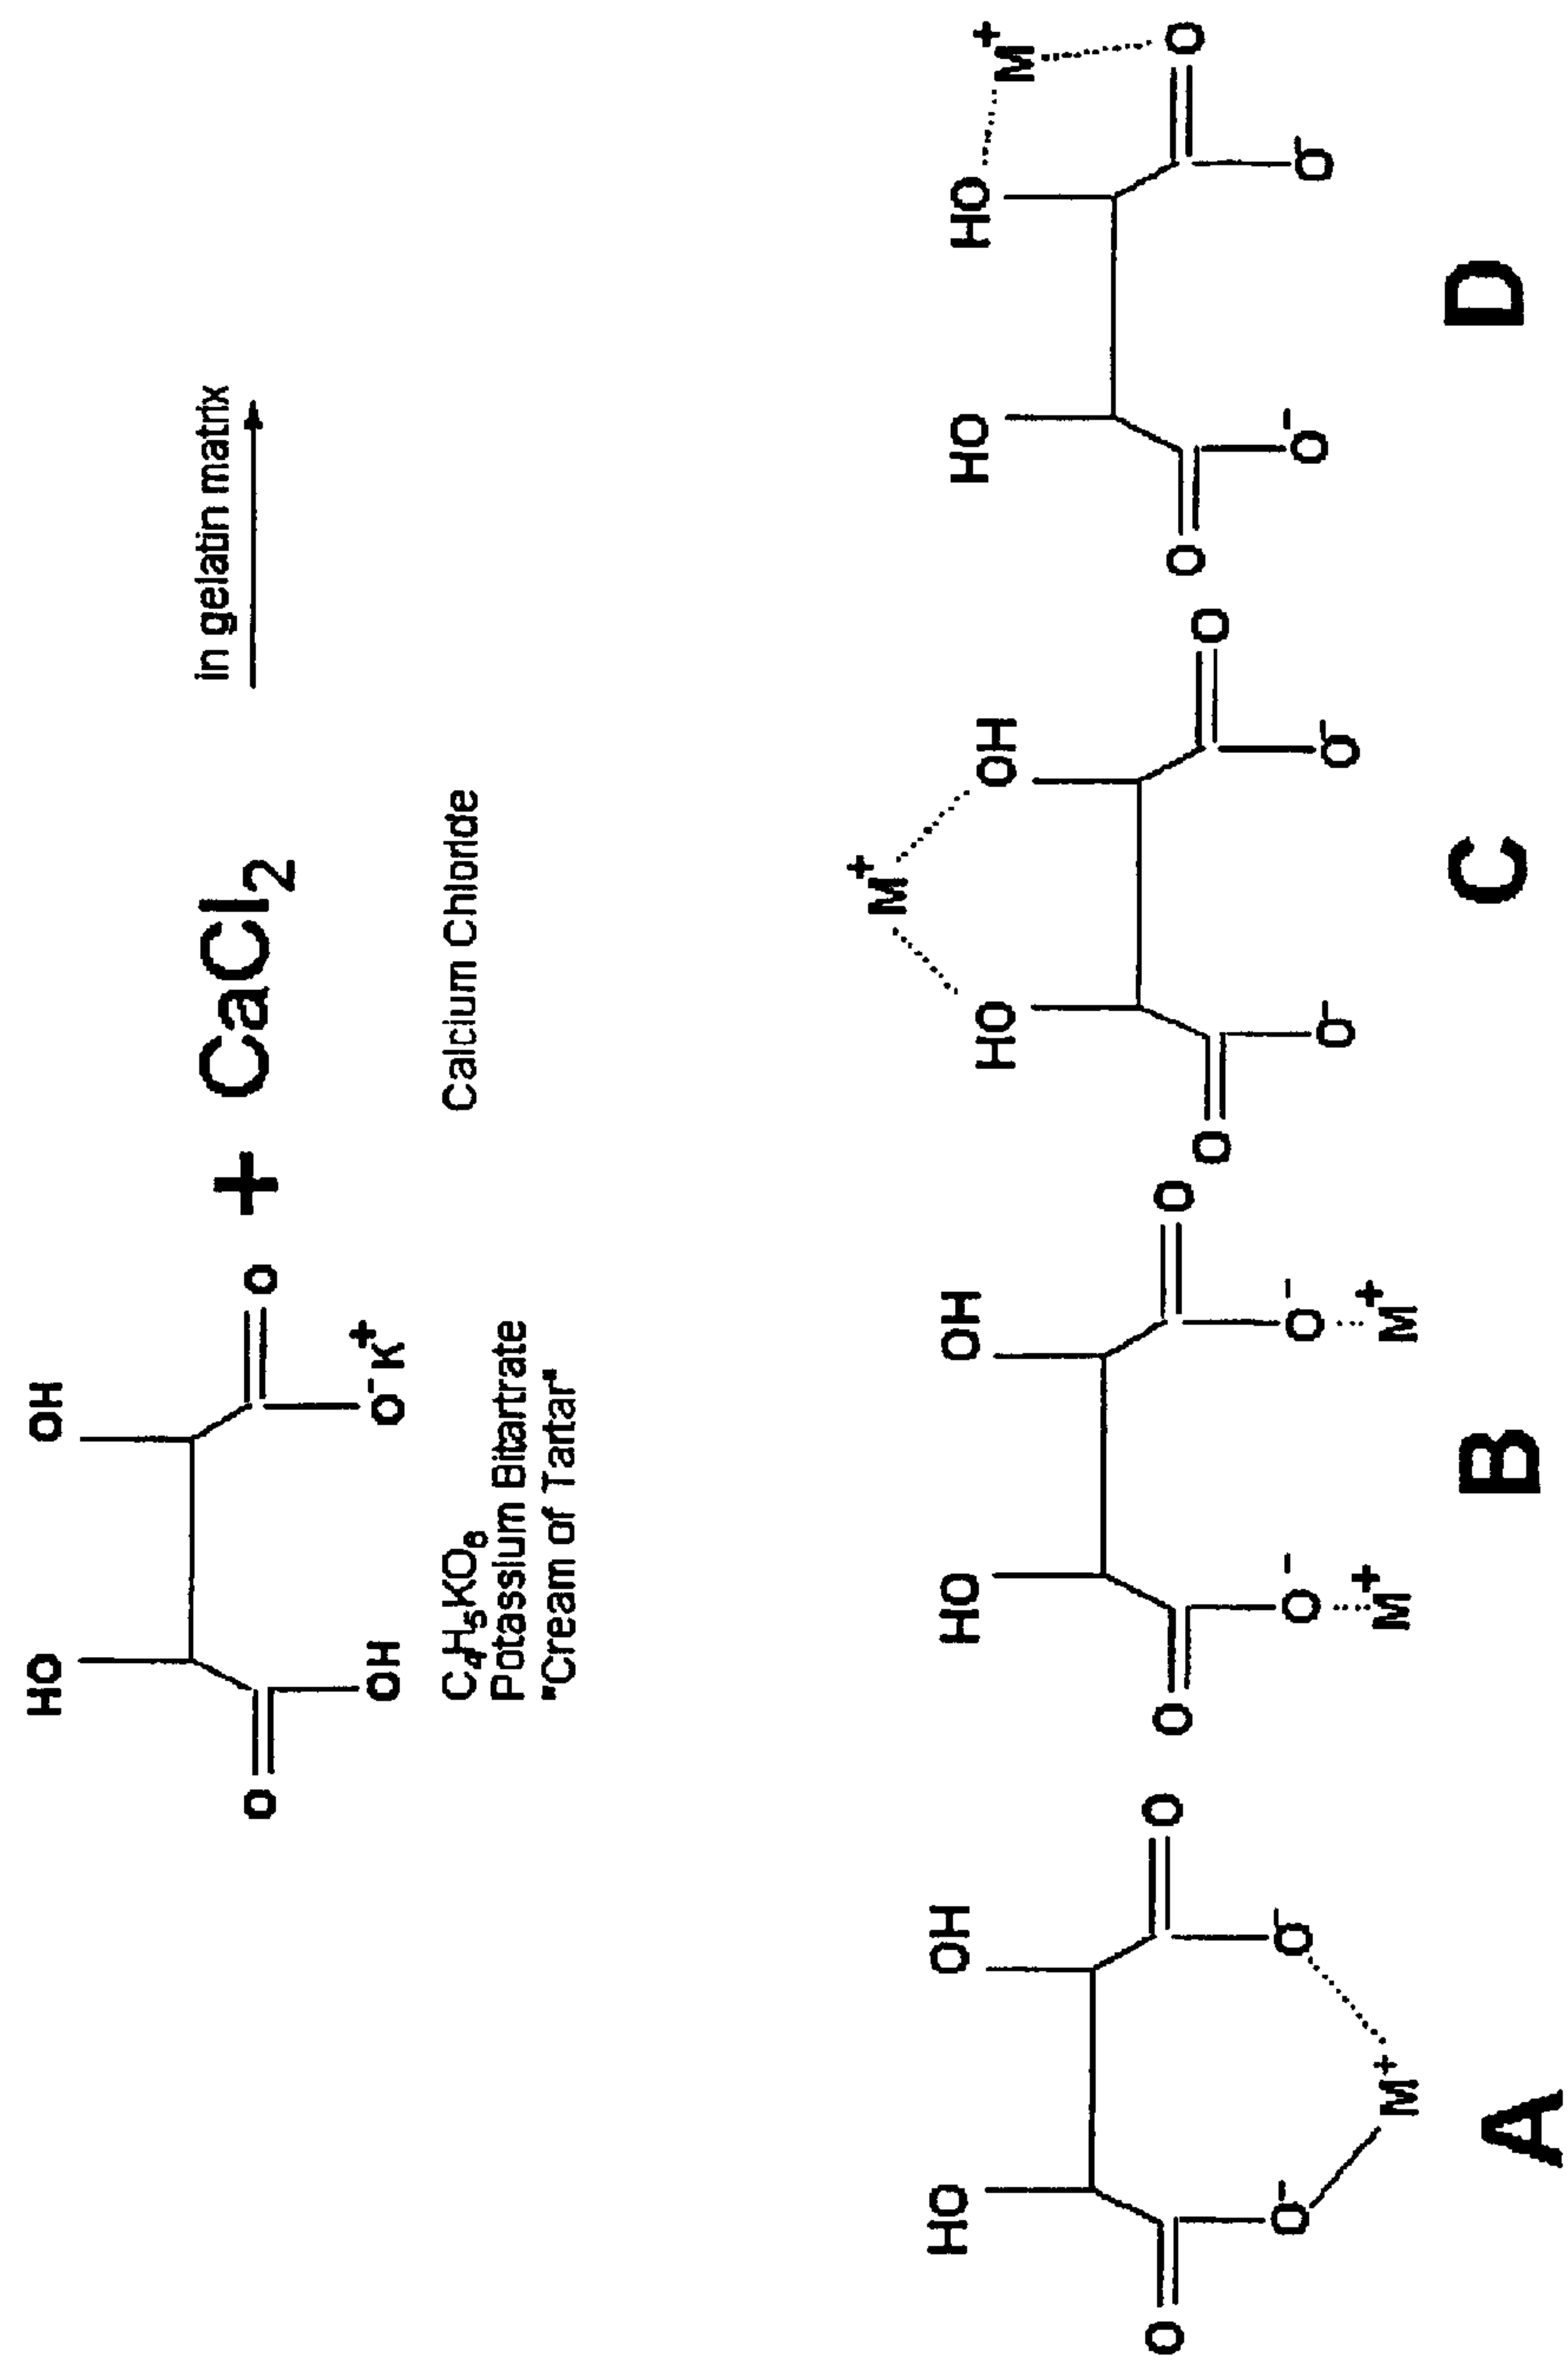 in gelatin matrix
HO OH
O OH O⁻K⁺ O + CaCl₂
C₄H₅KO₆
Potassium Bitartrate
"Cream of Tartar"
Calcium Chloride
HO OH
O O⁻ O⁻ O
M⁺
A
HO OH
O O⁻ O⁻ O
M⁺ M⁺
B
M⁺
HO OH
O O⁻ O⁻ O
C
HO HO M⁺
O O⁻ O⁻ O
D